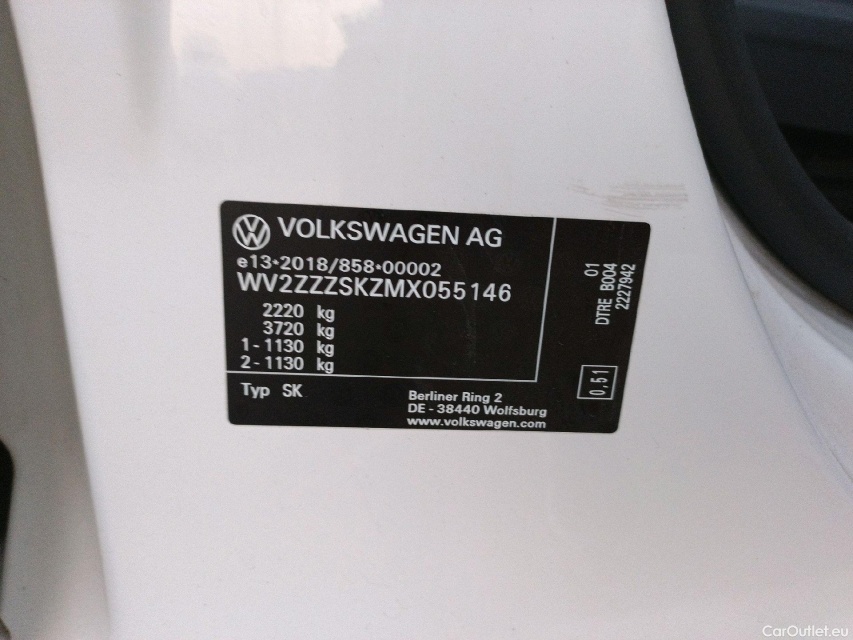 VOLKSWAGEN AG
e13*2018/858*00002
WV2ZZZSKZMX055146
2220 kg
3720 kg
1 - 1130 kg
2 - 1130 kg
Typ SK
Berliner Ring 2
DE - 38440 Wolfsburg
www.volkswagen.com
01
DTRE B004
2227942
0,51
CarOutlet.eu